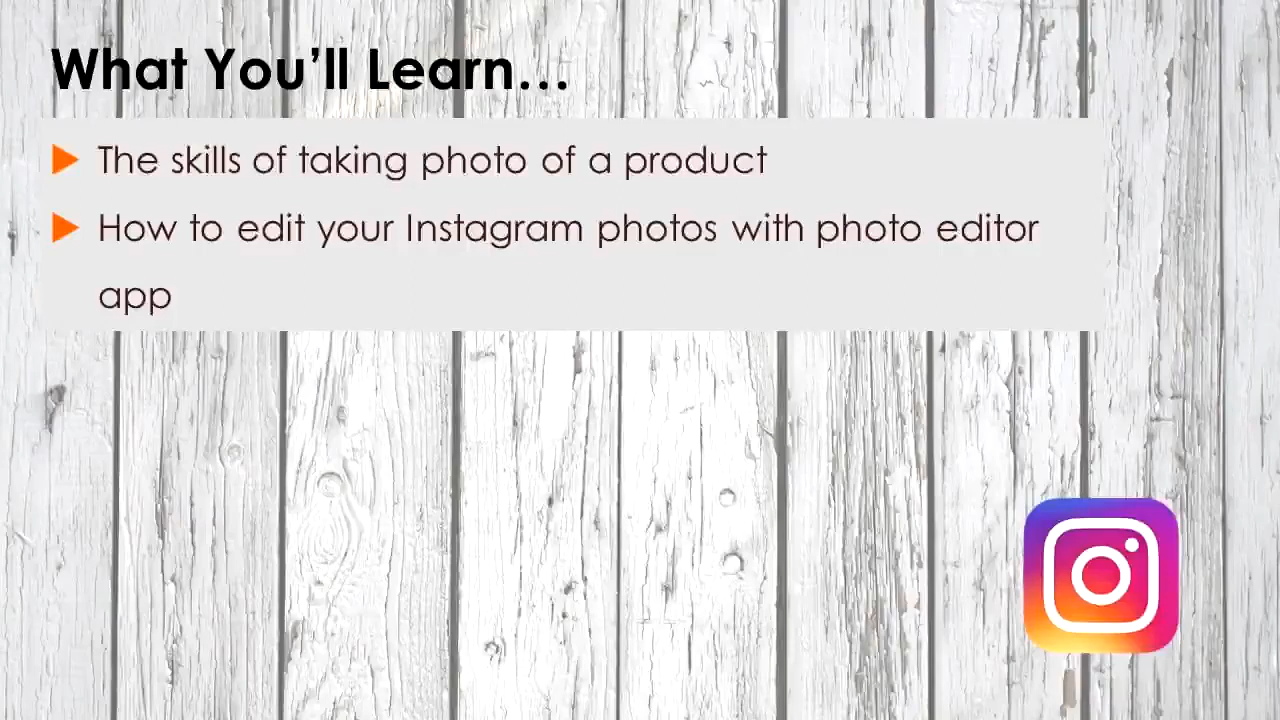 What You’ll Learn…
The skills of taking photo of a product
How to edit your Instagram photos with photo editor
app